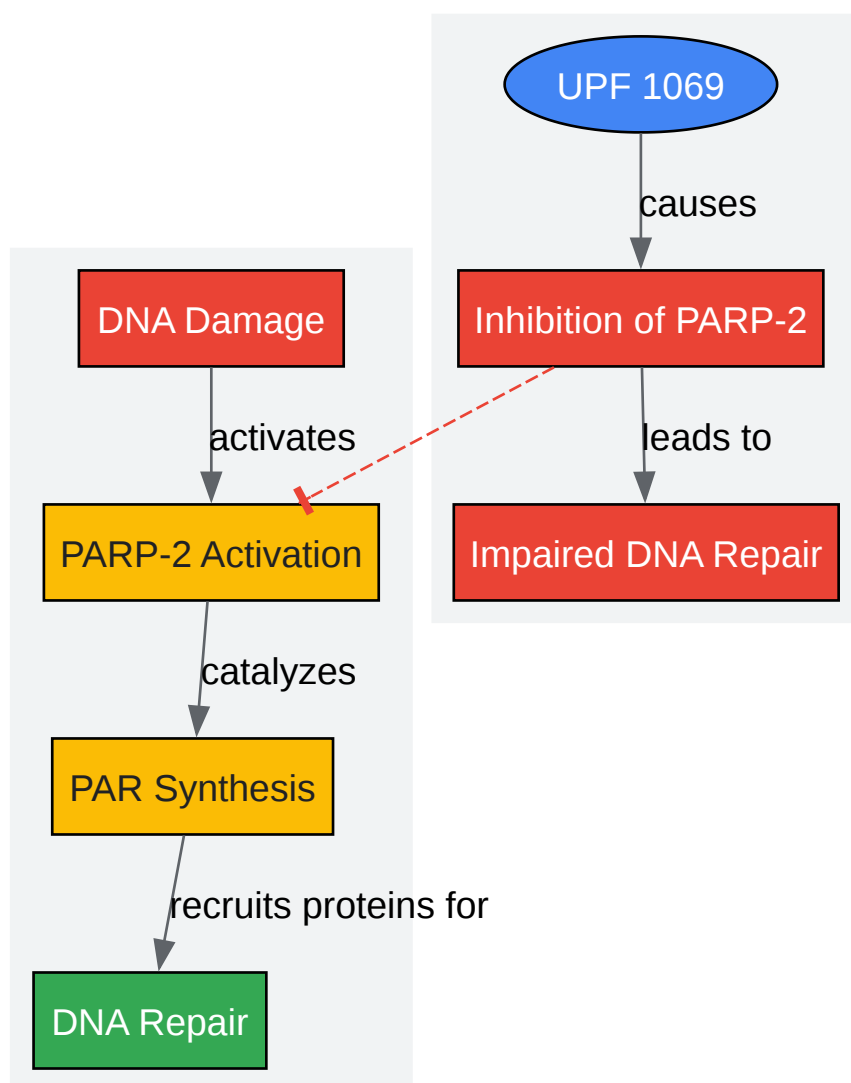 UPF 1069
causes
DNA Damage
Inhibition of PARP-2
activates
leads to
PARP-2 Activation
Impaired DNA Repair
catalyzes
PAR Synthesis
recruits proteins for
DNA Repair